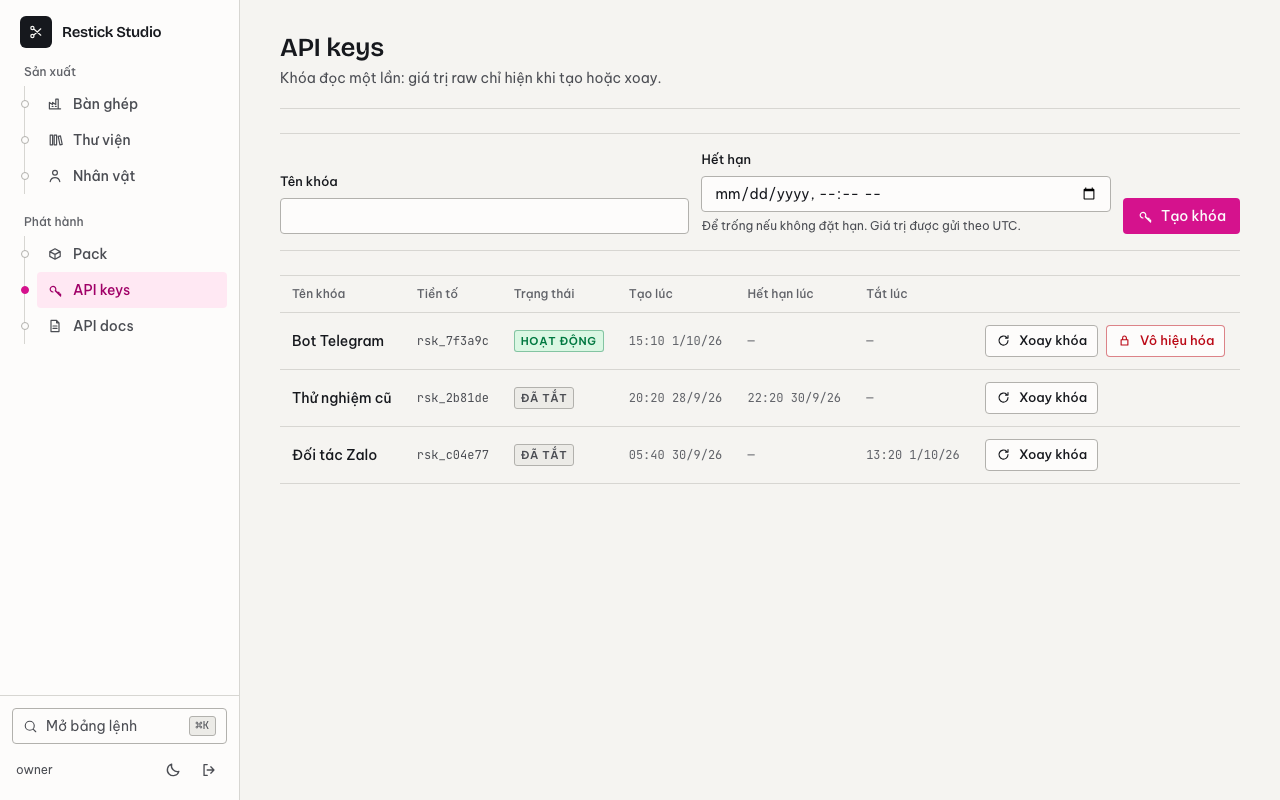 Restick Studio
Sản xuất
Bàn ghép
Thư viện
Nhân vật
Phát hành
Pack
API keys
API docs
Mở bảng lệnh ⌘K
owner
API keys
Khóa đọc một lần: giá trị raw chỉ hiện khi tạo hoặc xoay.
Tên khóa
Hết hạn
mm/dd/yyyy, --:-- --
Để trống nếu không đặt hạn. Giá trị được gửi theo UTC.
Tạo khóa
Tên khóa Tiền tố Trạng thái Tạo lúc Hết hạn lúc Tắt lúc
Bot Telegram rsk_7f3a9c HOẠT ĐỘNG 15:10 1/10/26 — — Xoay khóa Vô hiệu hóa
Thử nghiệm cũ rsk_2b81de ĐÃ TẮT 20:20 28/9/26 22:20 30/9/26 — Xoay khóa
Đối tác Zalo rsk_c04e77 ĐÃ TẮT 05:40 30/9/26 — 13:20 1/10/26 Xoay khóa